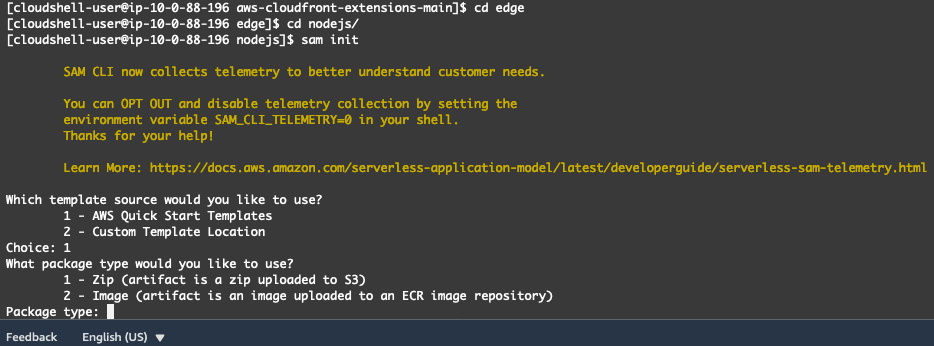 [cloudshell-user@ip-10-0-88-196 aws-cloudfront-extensions-main]$ cd edge
[cloudshell-user@ip-10-0-88-196 edge]$ cd nodejs/
[cloudshell-user@ip-10-0-88-196 nodejs]$ sam init
SAM CLI now collects telemetry to better understand customer needs.
You can OPT OUT and disable telemetry collection by setting the
environment variable SAM_CLI_TELEMETRY=0 in your shell.
Thanks for your help!
Learn More: https://docs.aws.amazon.com/serverless-application-model/latest/developerguide/serverless-sam-telemetry.html
Which template source would you like to use?
1 - AWS Quick Start Templates
2 - Custom Template Location
Choice: 1
What package type would you like to use?
1 - Zip (artifact is a zip uploaded to S3)
2 - Image (artifact is an image uploaded to an ECR image repository)
Package type:
Feedback English (US)